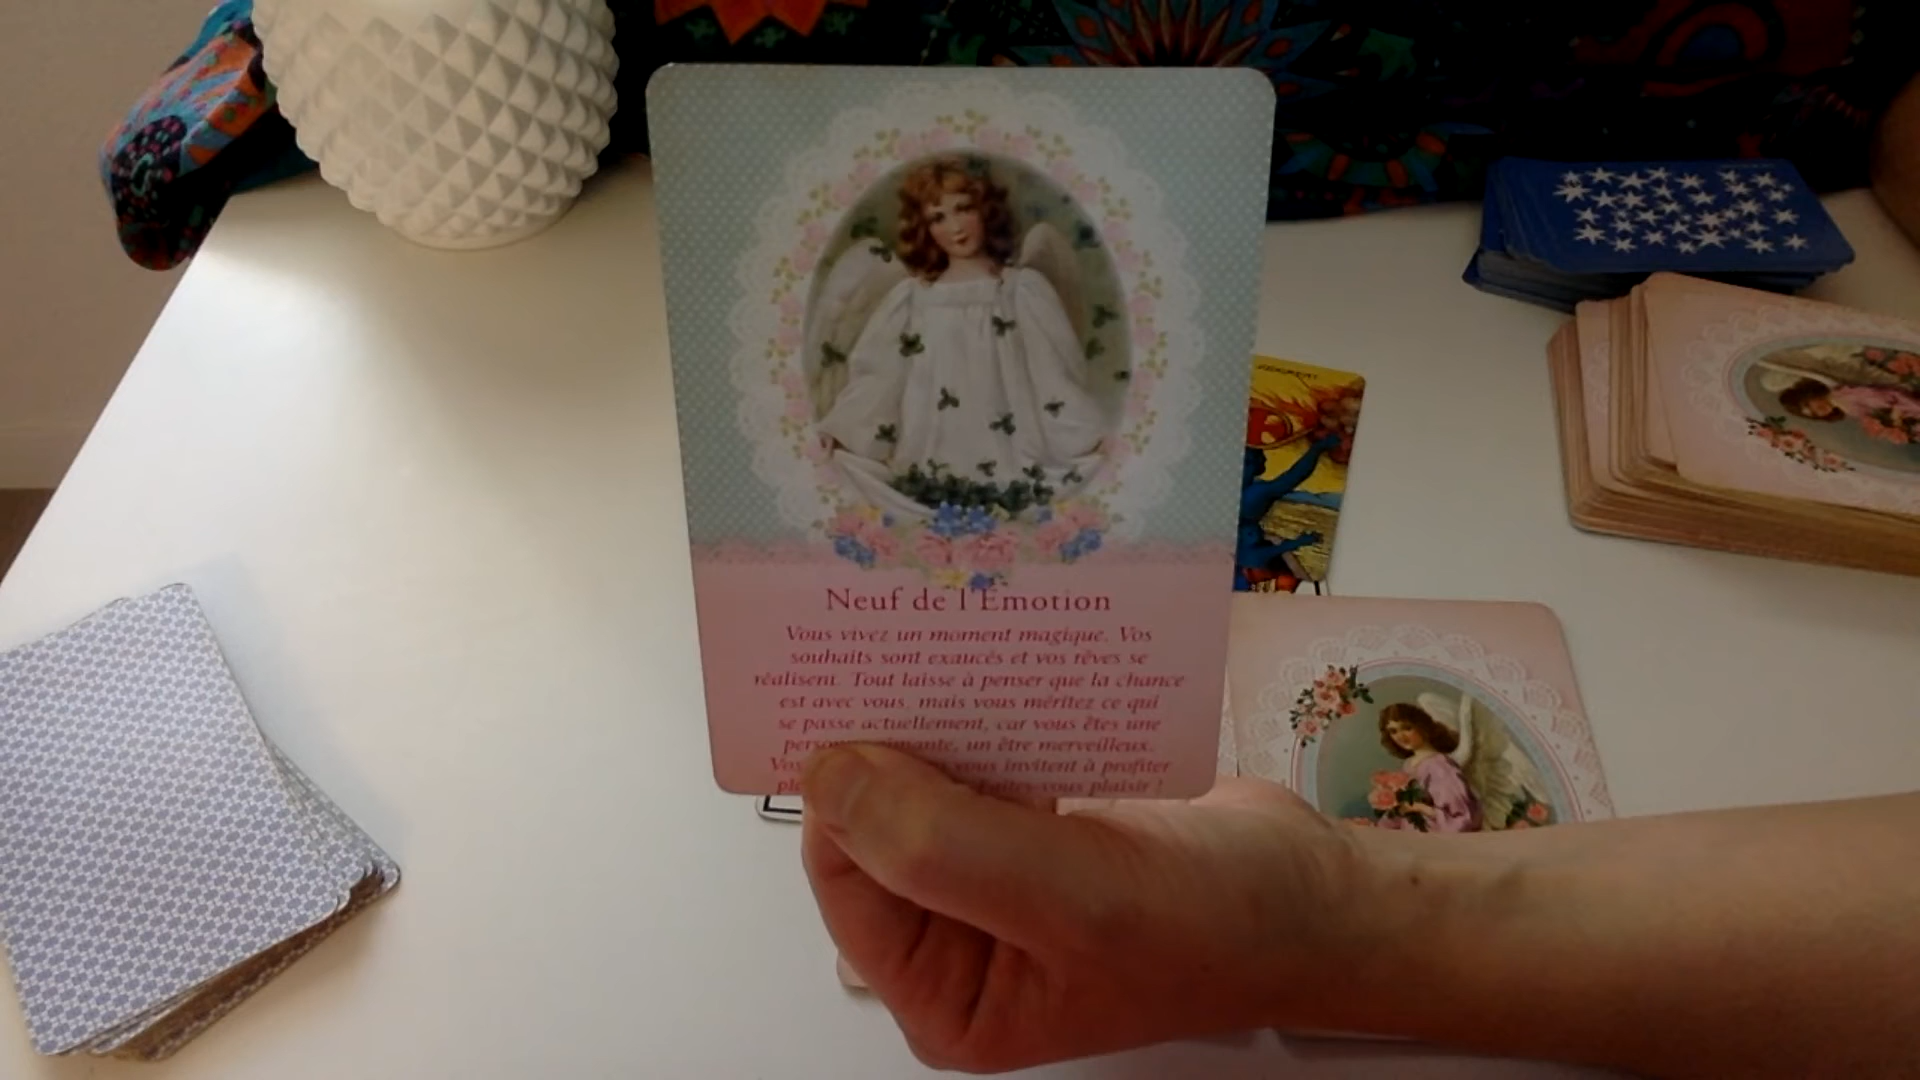 Neuf de l'Émotion
Vous vivez un moment magique. Vos
souhaits sont exaucés et vos rêves se
réalisent. Tout laisse à penser que la chance
est avec vous, mais vous méritez ce qui
se passe actuellement, car vous êtes une
aimante, un être merveilleux.
Vos vous invitent à profiter
Faites-vous plaisir !